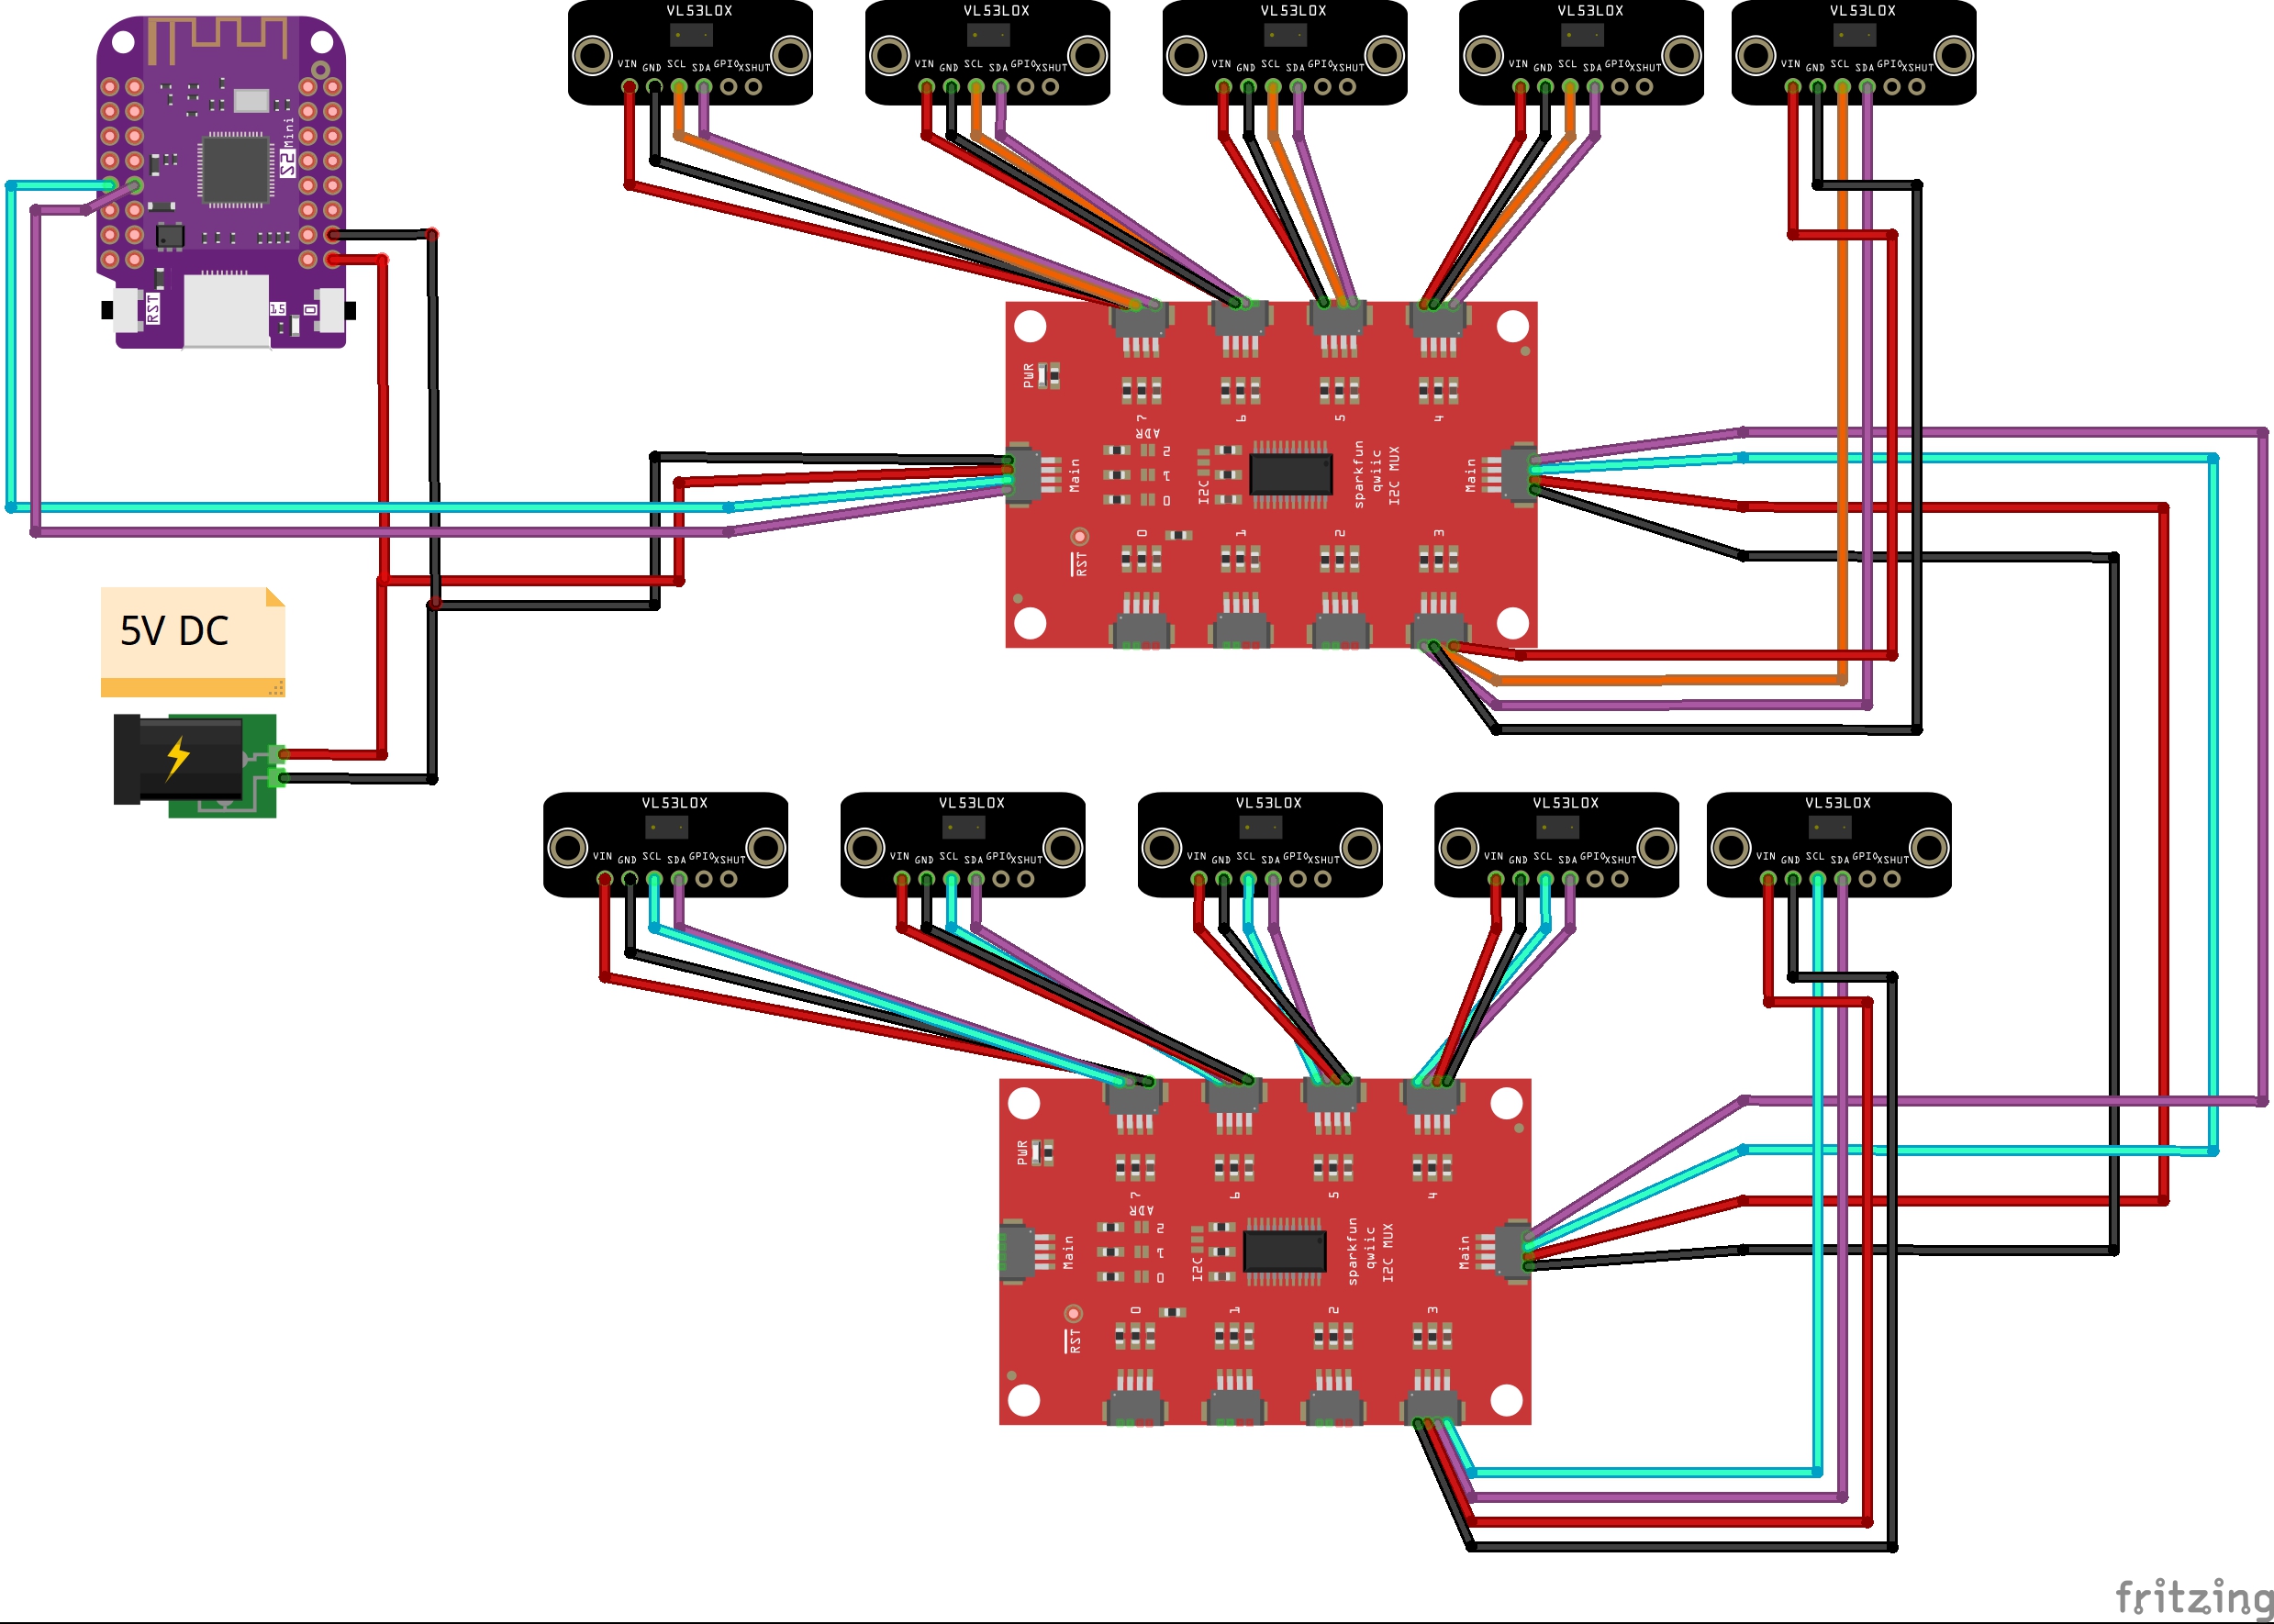 VL53L0X
VIN GND SCL SDA GPIO XSHUT
VL53L0X
VIN GND SCL SDA GPIO XSHUT
VL53L0X
VIN GND SCL SDA GPIO XSHUT
VL53L0X
VIN GND SCL SDA GPIO XSHUT
VL53L0X
VIN GND SCL SDA GPIO XSHUT
S2 Mini
RST
15
0
PWR
7
6
5
4
ADR
2
1
0
I2C
Main
sparkfun
qwiic
I2C MUX
Main
RST
0
1
2
3
5V DC
VL53L0X
VIN GND SCL SDA GPIO XSHUT
VL53L0X
VIN GND SCL SDA GPIO XSHUT
VL53L0X
VIN GND SCL SDA GPIO XSHUT
VL53L0X
VIN GND SCL SDA GPIO XSHUT
VL53L0X
VIN GND SCL SDA GPIO XSHUT
PWR
7
6
5
4
ADR
2
1
0
I2C
Main
sparkfun
qwiic
I2C MUX
Main
RST
0
1
2
3
fritzing